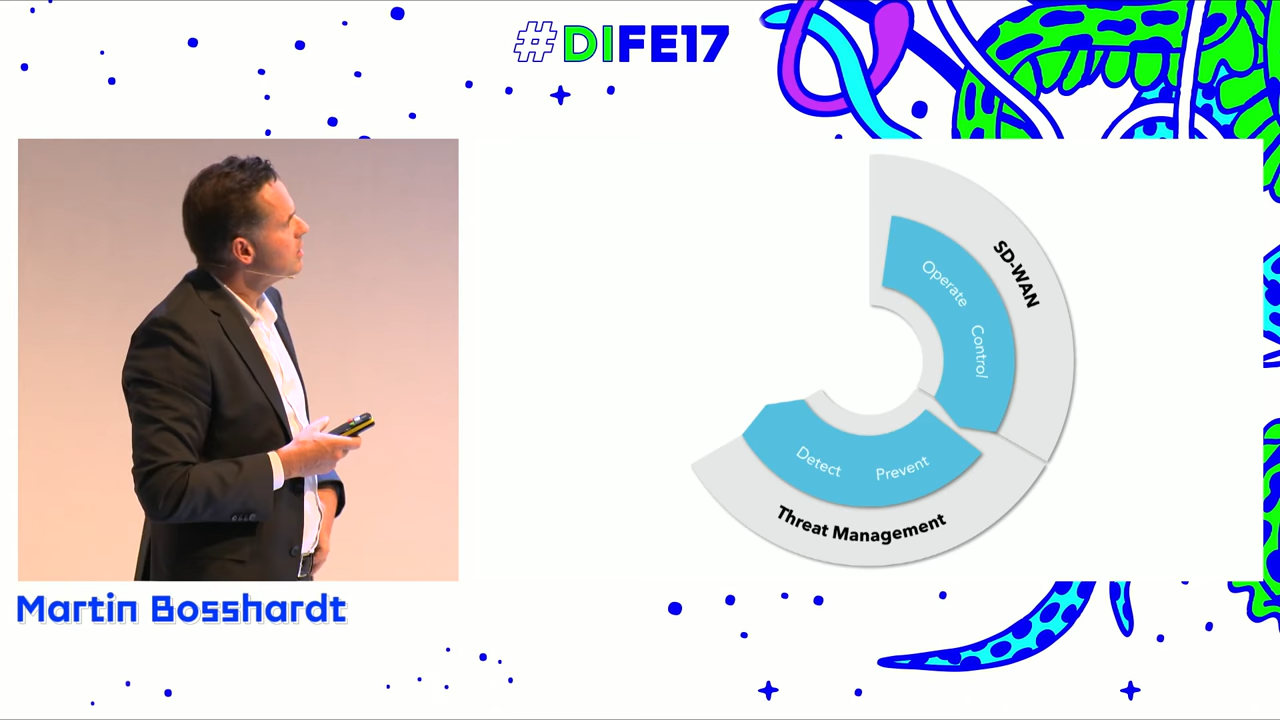 #DIFE17
SD-WAN
Operate
Control
Detect
Prevent
Threat Management
Martin Bosshardt